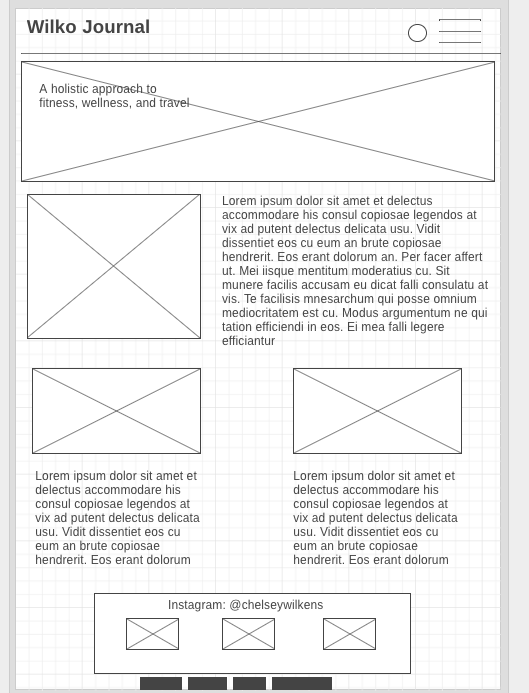 Wilko Journal
A holistic approach to
fitness, wellness, and travel
Lorem ipsum dolor sit amet et delectus
accommodare his consul copiosae legendos at
vix ad putent delectus delicata usu. Vidit
dissentiet eos cu eum an brute copiosae
hendrerit. Eos erant dolorum an. Per facer affert
ut. Mei iisque mentitum moderatius cu. Sit
munere facilis accusam eu dicat falli consulatu at
vis. Te facilisis mnesarchum qui posse omnium
mediocritatem est cu. Modus argumentum ne qui
tation efficiendi in eos. Ei mea falli legere
efficiantur
Lorem ipsum dolor sit amet et
delectus accommodare his
consul copiosae legendos at
vix ad putent delectus delicata
usu. Vidit dissentiet eos cu
eum an brute copiosae
hendrerit. Eos erant dolorum
Lorem ipsum dolor sit amet et
delectus accommodare his
consul copiosae legendos at
vix ad putent delectus delicata
usu. Vidit dissentiet eos cu
eum an brute copiosae
hendrerit. Eos erant dolorum
Instagram: @chelseywilkens